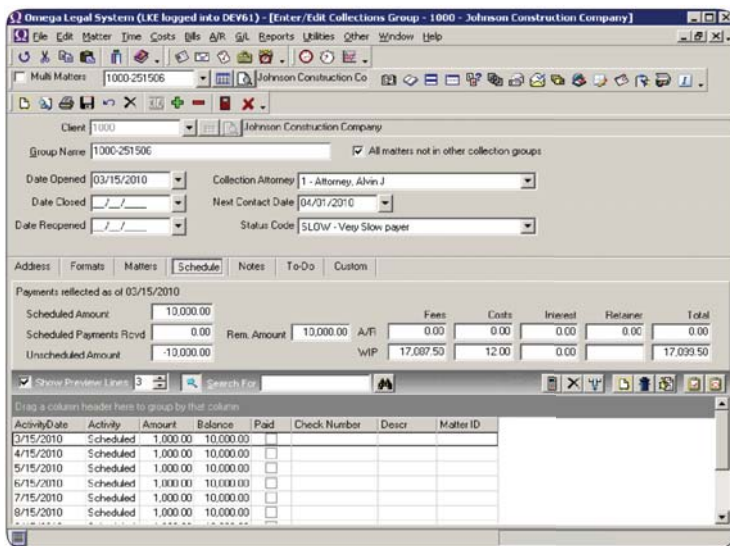 Omega Legal System (LKE logged into DEV61) - [Enter/Edit Collections Group - 1000 - Johnson Construction Company]
File Edit Matter Time Costs Bills A/R G/L Reports Utilities Other Window Help
Multi Matters 1000-251506 Johnson Construction Co
Client 1000 Johnson Construction Company
Group Name 1000-251506 All matters not in other collection groups
Date Opened 03/15/2010 Collection Attorney 1 - Attorney, Alvin J
Date Closed __/__/____ Next Contact Date 04/01/2010
Date Reopened __/__/____ Status Code SLOW - Very Slow payer
Address Formats Matters Schedule Notes To-Do Custom
Payments reflected as of 03/15/2010
Scheduled Amount 10,000.00 Fees Costs Interest Retainer Total
Scheduled Payments Rcvd 0.00 Rem. Amount 10,000.00 A/R 0.00 0.00 0.00 0.00 0.00
Unscheduled Amount -10,000.00 WIP 17,087.50 12.00 0.00 17,099.50
Show Preview Lines 3 Search For
Drag a column header here to group by that column
ActivityDate Activity Amount Balance Paid Check Number Descr Matter ID
3/15/2010 Scheduled 1,000.00 10,000.00
4/15/2010 Scheduled 1,000.00 10,000.00
5/15/2010 Scheduled 1,000.00 10,000.00
6/15/2010 Scheduled 1,000.00 10,000.00
7/15/2010 Scheduled 1,000.00 10,000.00
8/15/2010 Scheduled 1,000.00 10,000.00